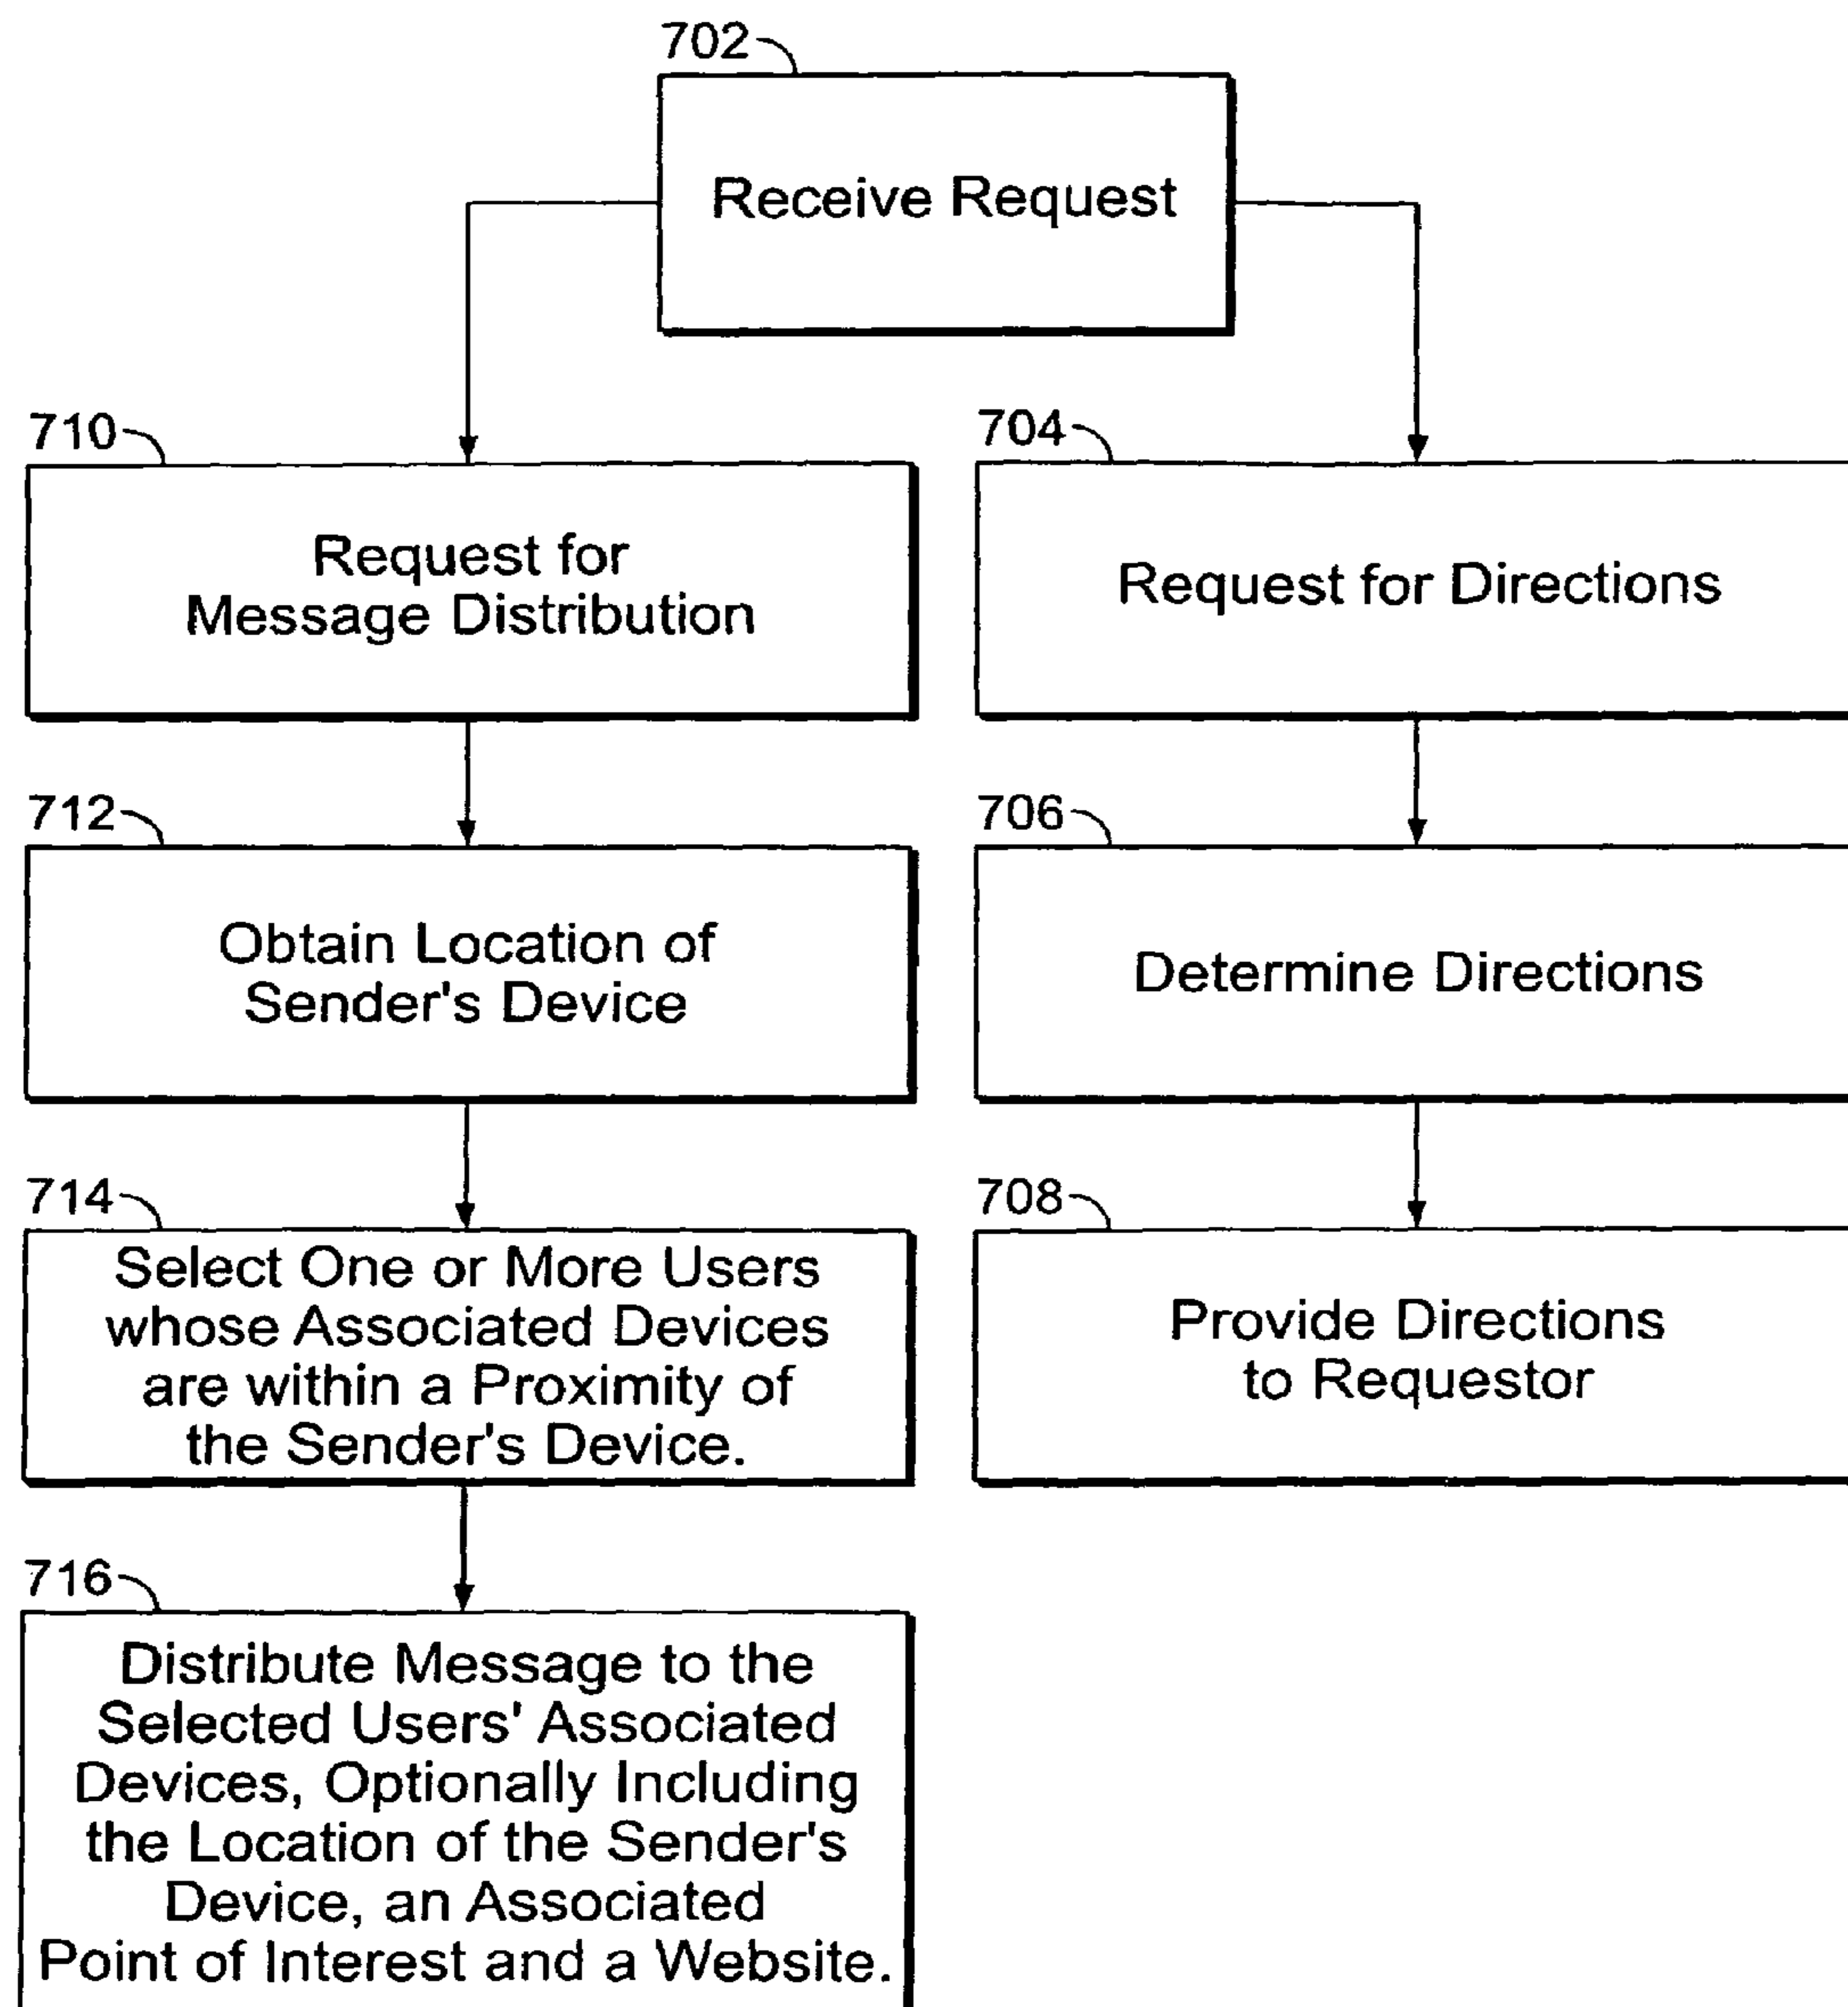 702
Receive Request
710
Request for
Message Distribution
704
Request for Directions
712
Obtain Location of
Sender's Device
706
Determine Directions
714
Select One or More Users
whose Associated Devices
are within a Proximity of
the Sender's Device.
708
Provide Directions
to Requestor
716
Distribute Message to the
Selected Users' Associated
Devices, Optionally Including
the Location of the Sender's
Device, an Associated
Point of Interest and a Website.